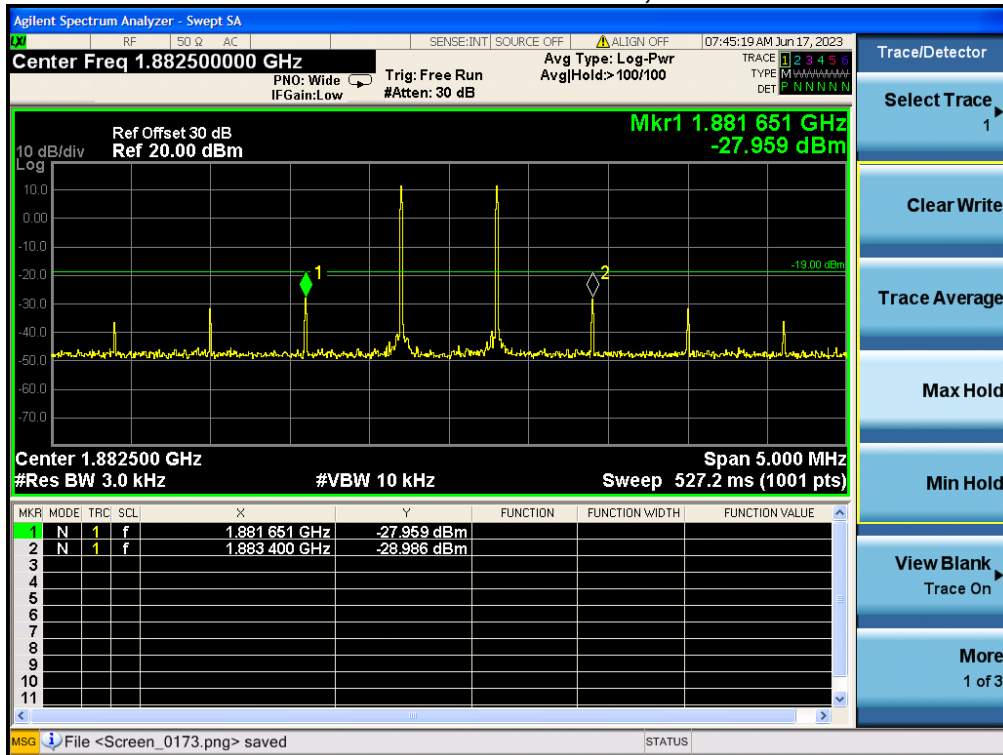 Agilent Spectrum Analyzer - Swept SA
LXI RF 50 Ω AC SENSE:INT SOURCE OFF ALIGN OFF 07:45:19 AM Jun 17, 2023
Center Freq 1.882500000 GHz
PNO: Wide
IFGain:Low
Trig: Free Run
#Atten: 30 dB
Avg Type: Log-Pwr
Avg|Hold:>100/100
TRACE 1 2 3 4 5 6
TYPE M
DET P N N N N N
Mkr1 1.881 651 GHz
-27.959 dBm
Ref Offset 30 dB
10 dB/div Ref 20.00 dBm
Log
10.0
0.00
-10.0
-20.0
-30.0
-40.0
-50.0
-60.0
-70.0
1
2
-19.00 dBm
Center 1.882500 GHz Span 5.000 MHz
#Res BW 3.0 kHz #VBW 10 kHz Sweep 527.2 ms (1001 pts)
MKR MODE TRC SCL X Y FUNCTION FUNCTION WIDTH FUNCTION VALUE
1 N 1 f 1.881 651 GHz -27.959 dBm
2 N 1 f 1.883 400 GHz -28.986 dBm
3
4
5
6
7
8
9
10
11
MSG File <Screen_0173.png> saved STATUS
Trace/Detector
Select Trace
1
Clear Write
Trace Average
Max Hold
Min Hold
View Blank
Trace On
More
1 of 3